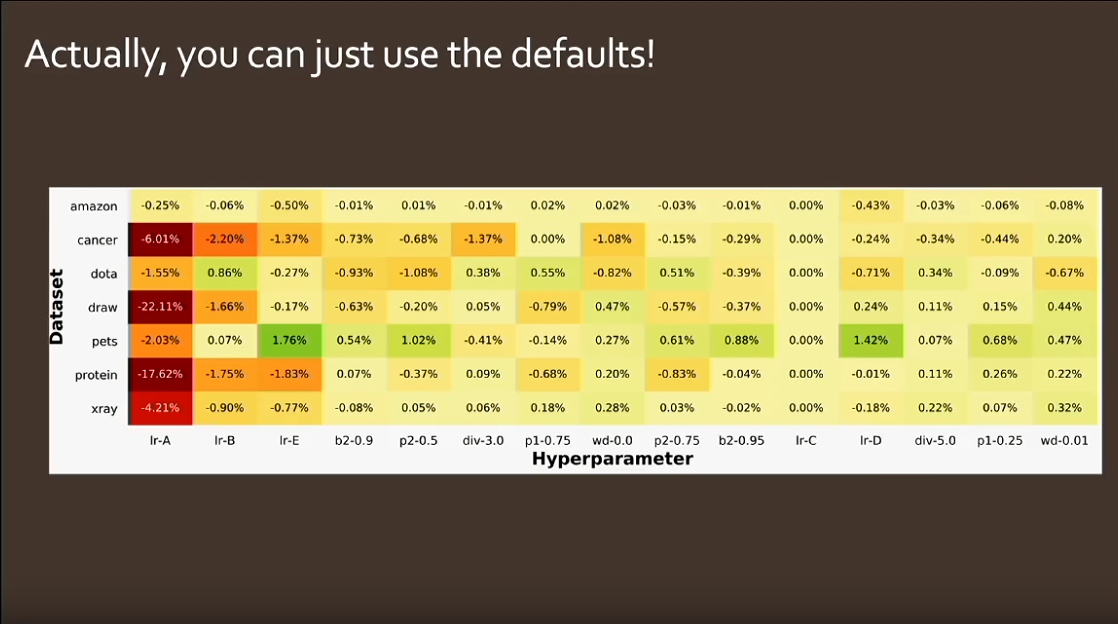 Actually, you can just use the defaults!
Dataset
amazon -0.25% -0.06% -0.50% -0.01% 0.01% -0.01% 0.02% 0.02% -0.03% -0.01% 0.00% -0.43% -0.03% -0.06% -0.08%
cancer -6.01% -2.20% -1.37% -0.73% -0.68% -1.37% 0.00% -1.08% -0.15% -0.29% 0.00% -0.24% -0.34% -0.44% 0.20%
dota -1.55% 0.86% -0.27% -0.93% -1.08% 0.38% 0.55% -0.82% 0.51% -0.39% 0.00% -0.71% 0.34% -0.09% -0.67%
draw -22.11% -1.66% -0.17% -0.63% -0.20% 0.05% -0.79% 0.47% -0.57% -0.37% 0.00% 0.24% 0.11% 0.15% 0.44%
pets -2.03% 0.07% 1.76% 0.54% 1.02% -0.41% -0.14% 0.27% 0.61% 0.88% 0.00% 1.42% 0.07% 0.68% 0.47%
protein -17.62% -1.75% -1.83% 0.07% -0.37% 0.09% -0.68% 0.20% -0.83% -0.04% 0.00% -0.01% 0.11% 0.26% 0.22%
xray -4.21% -0.90% -0.77% -0.08% 0.05% 0.06% 0.18% 0.28% 0.03% -0.02% 0.00% -0.18% 0.22% 0.07% 0.32%
lr-A lr-B lr-E b2-0.9 p2-0.5 div-3.0 p1-0.75 wd-0.0 p2-0.75 b2-0.95 lr-C lr-D div-5.0 p1-0.25 wd-0.01
Hyperparameter